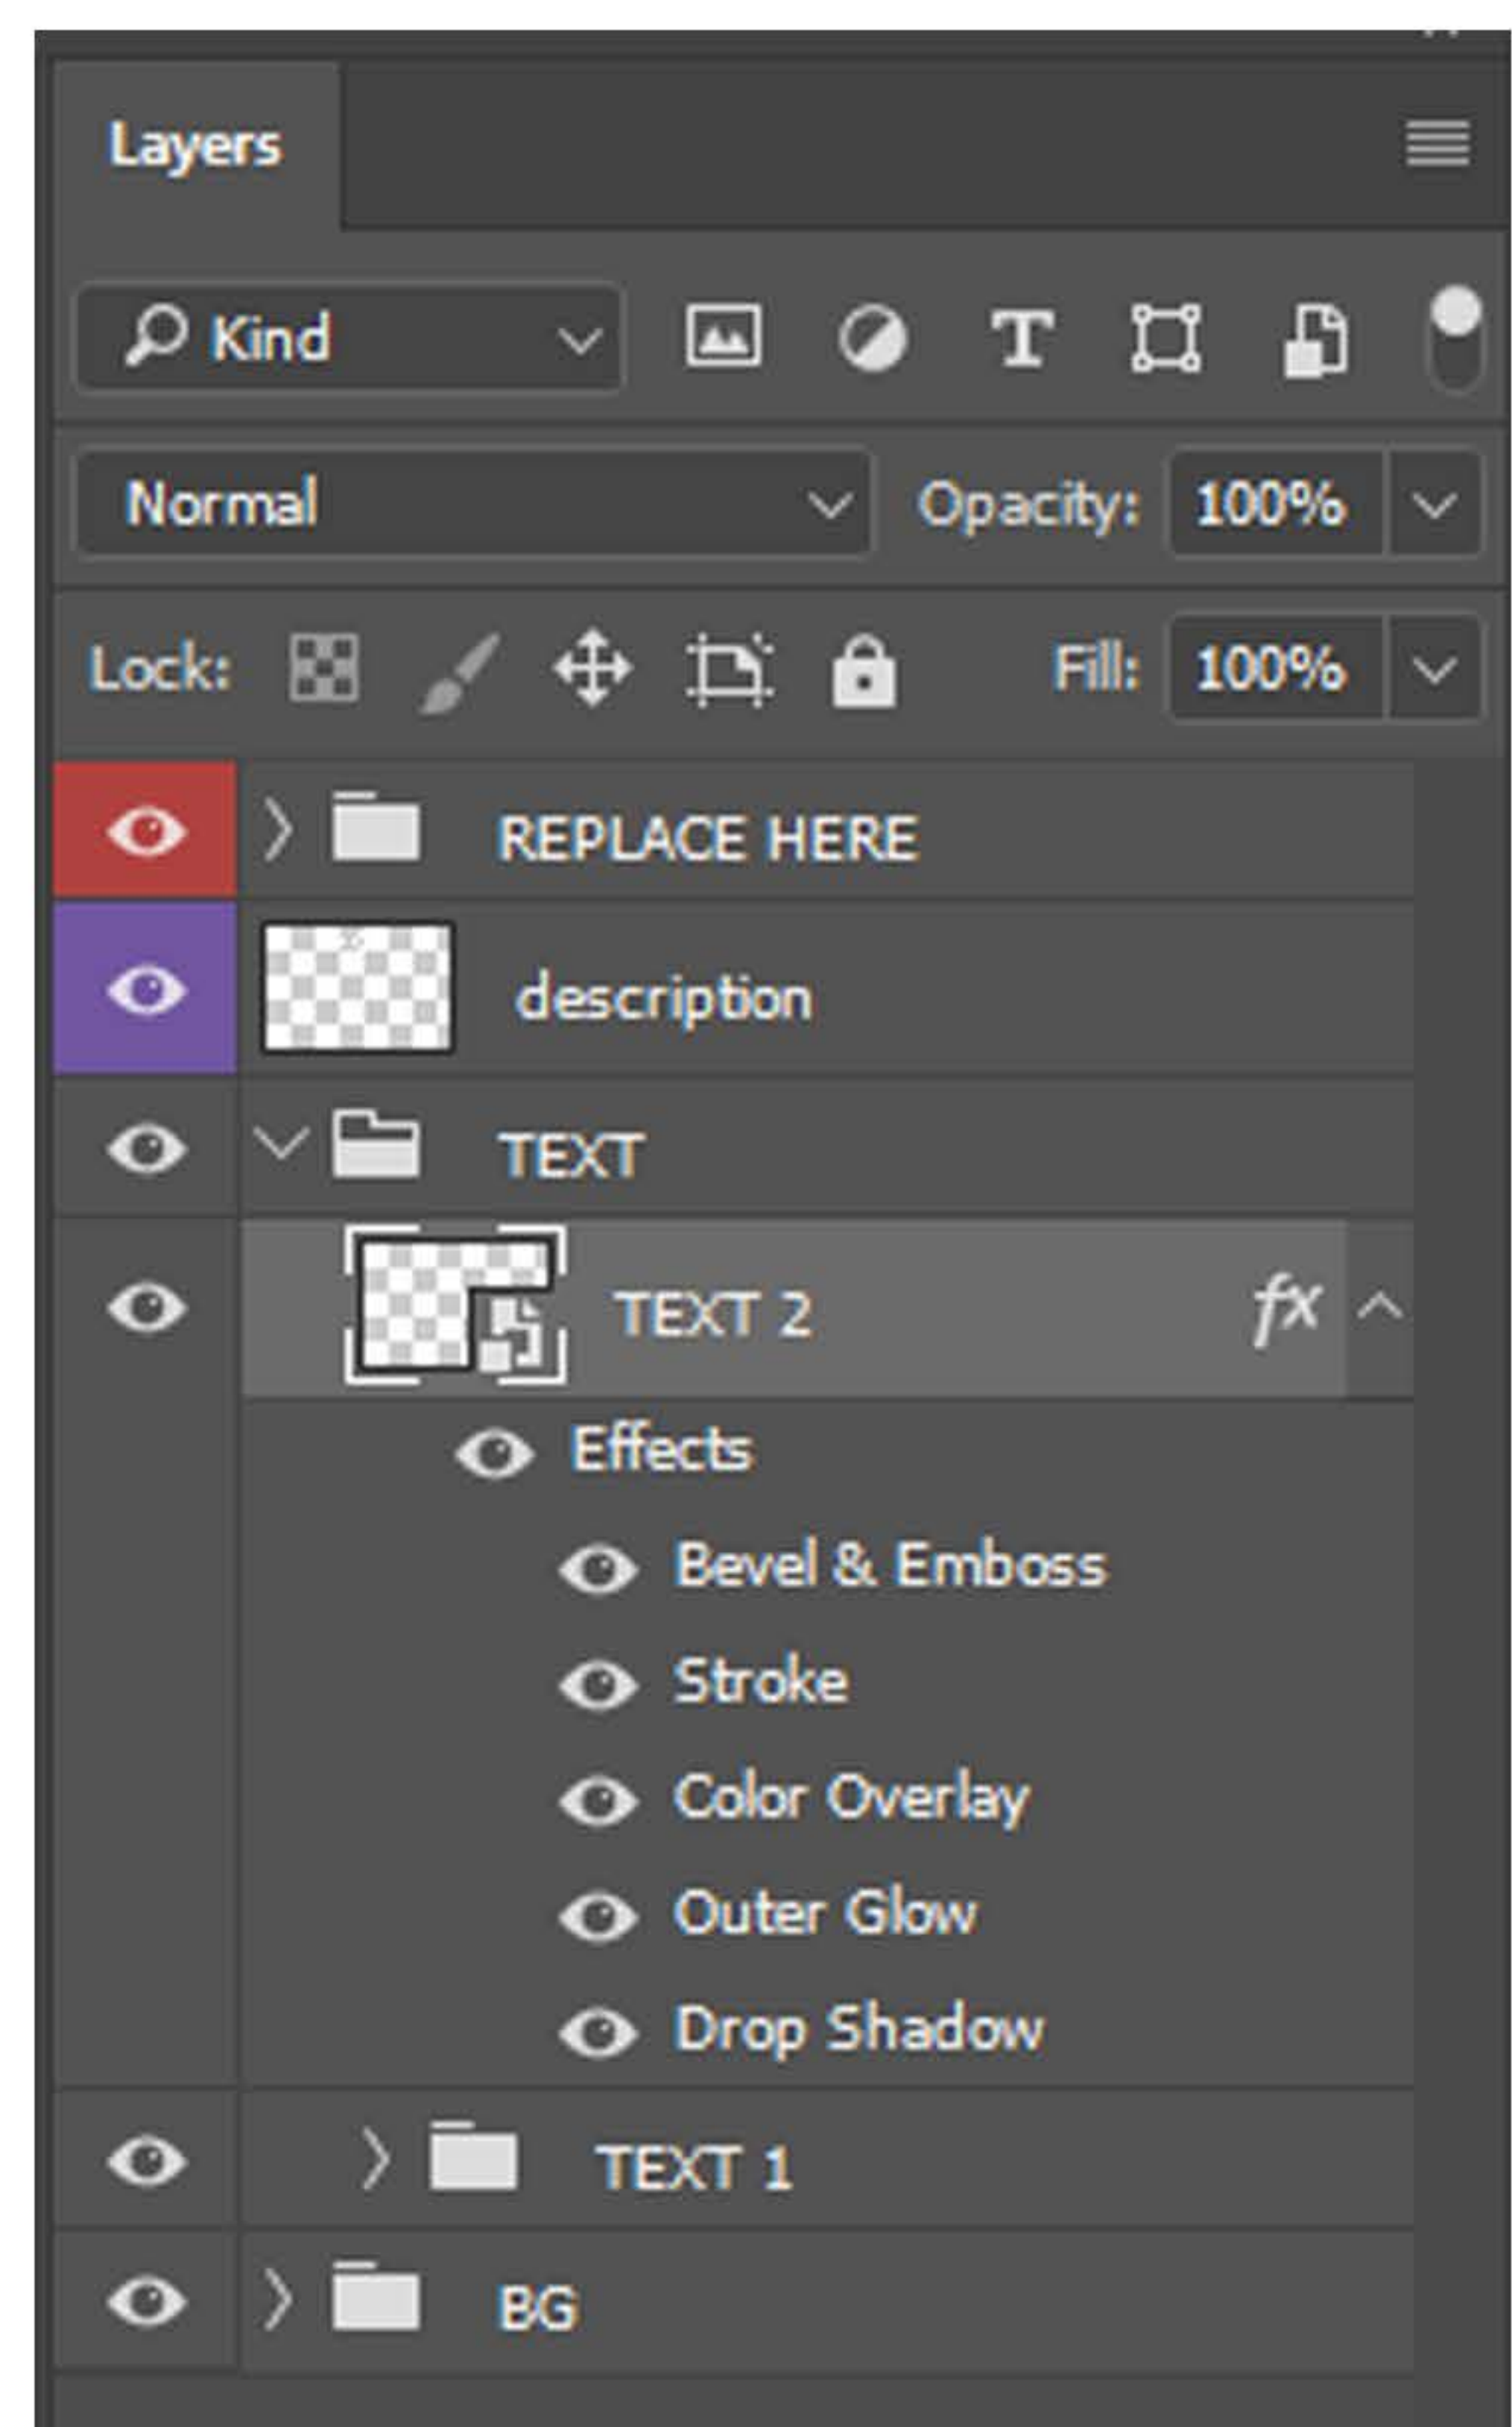 Layers
Kind
Normal Opacity: 100%
Lock: Fill: 100%
REPLACE HERE
description
TEXT
TEXT 2 fx
Effects
Bevel & Emboss
Stroke
Color Overlay
Outer Glow
Drop Shadow
TEXT 1
BG